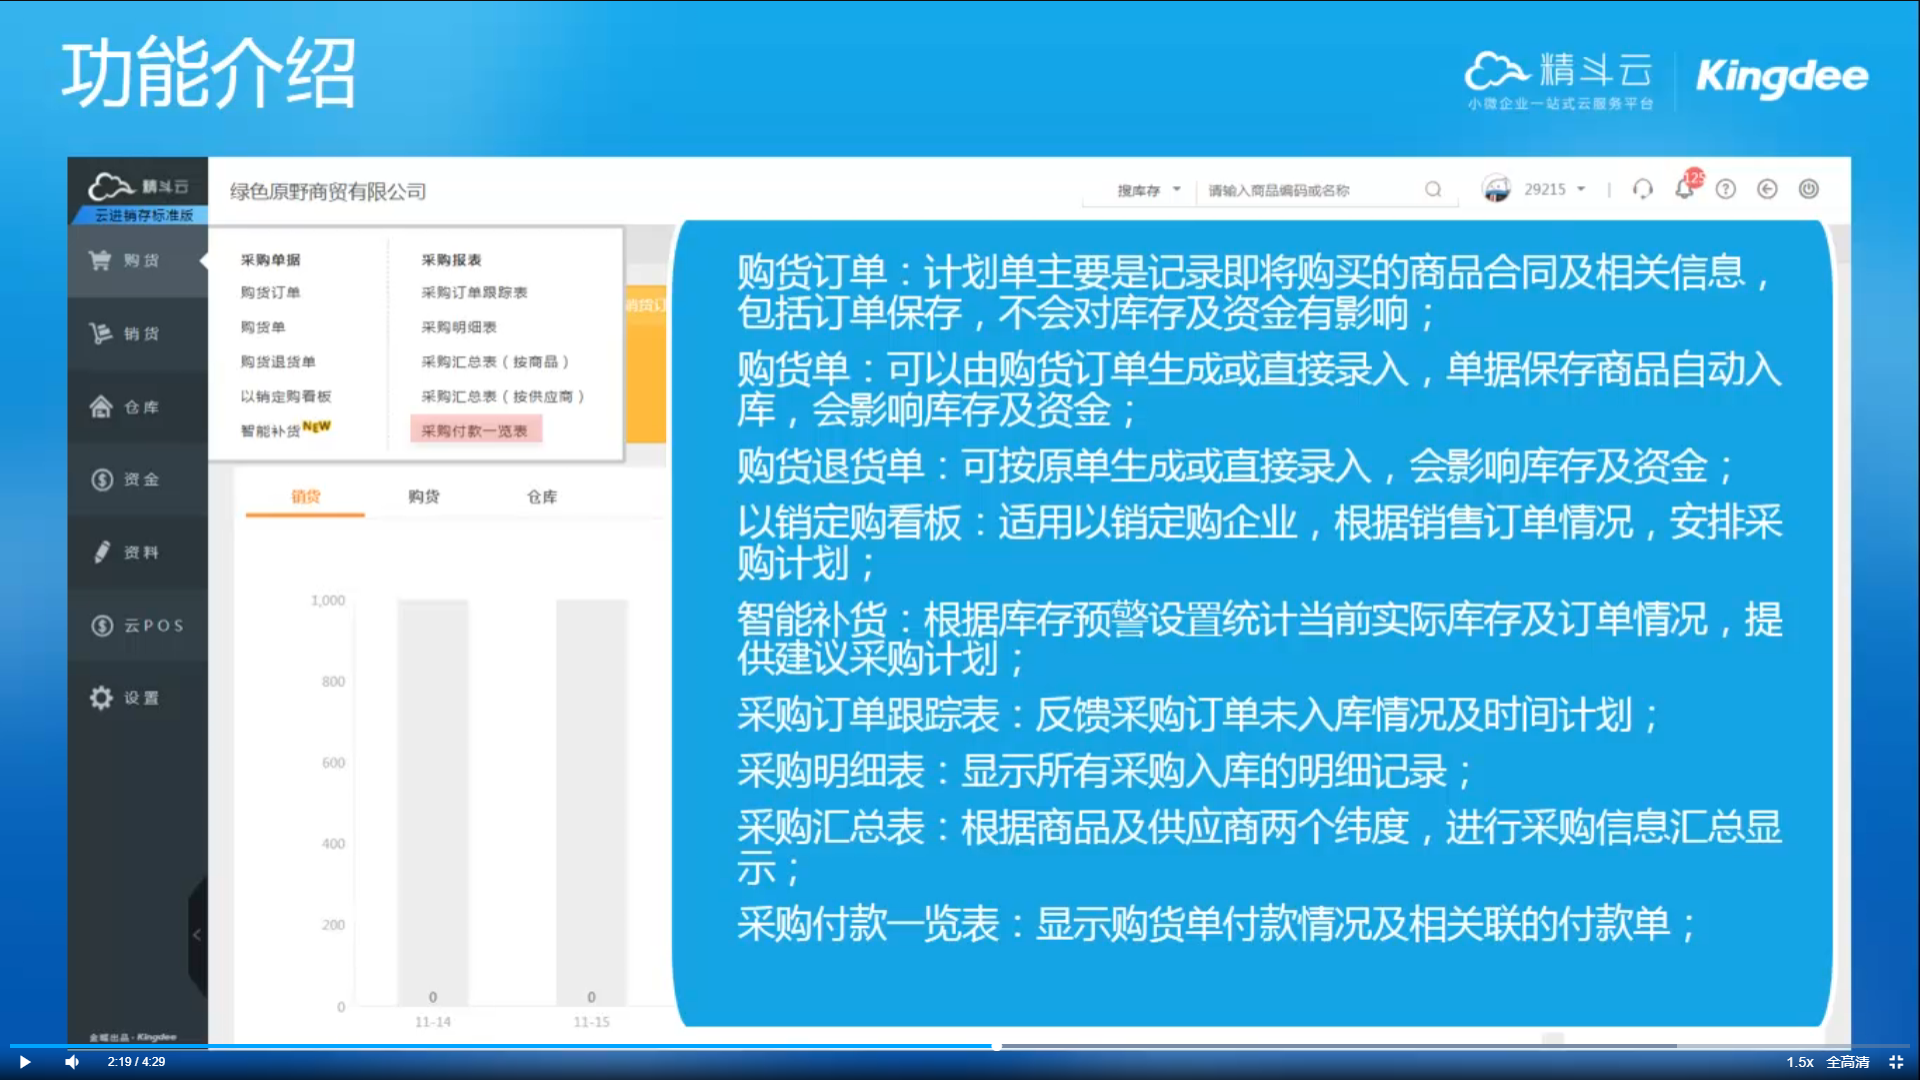 功能介绍
精斗云
小微企业一站式云服务平台
Kingdee
精斗云
云进销存标准版
绿色原野商贸有限公司
搜库存
请输入商品编码或名称
29215
125
购货
销货
仓库
资金
资料
云POS
设置
金蝶出品·Kingdee
采购单据
购货订单
购货单
购货退货单
以销定购看板
智能补货NEW
采购报表
采购订单跟踪表
采购明细表
采购汇总表（按商品）
采购汇总表（按供应商）
采购付款一览表
销货订
销货
购货
仓库
1,000
800
600
400
200
0
0
0
11-14
11-15
购货订单：计划单主要是记录即将购买的商品合同及相关信息，
包括订单保存，不会对库存及资金有影响；
购货单：可以由购货订单生成或直接录入，单据保存商品自动入
库，会影响库存及资金；
购货退货单：可按原单生成或直接录入，会影响库存及资金；
以销定购看板：适用以销定购企业，根据销售订单情况，安排采
购计划；
智能补货：根据库存预警设置统计当前实际库存及订单情况，提
供建议采购计划；
采购订单跟踪表：反馈采购订单未入库情况及时间计划；
采购明细表：显示所有采购入库的明细记录；
采购汇总表：根据商品及供应商两个纬度，进行采购信息汇总显
示；
采购付款一览表：显示购货单付款情况及相关联的付款单；
2:19 / 4:29
1.5x
全高清